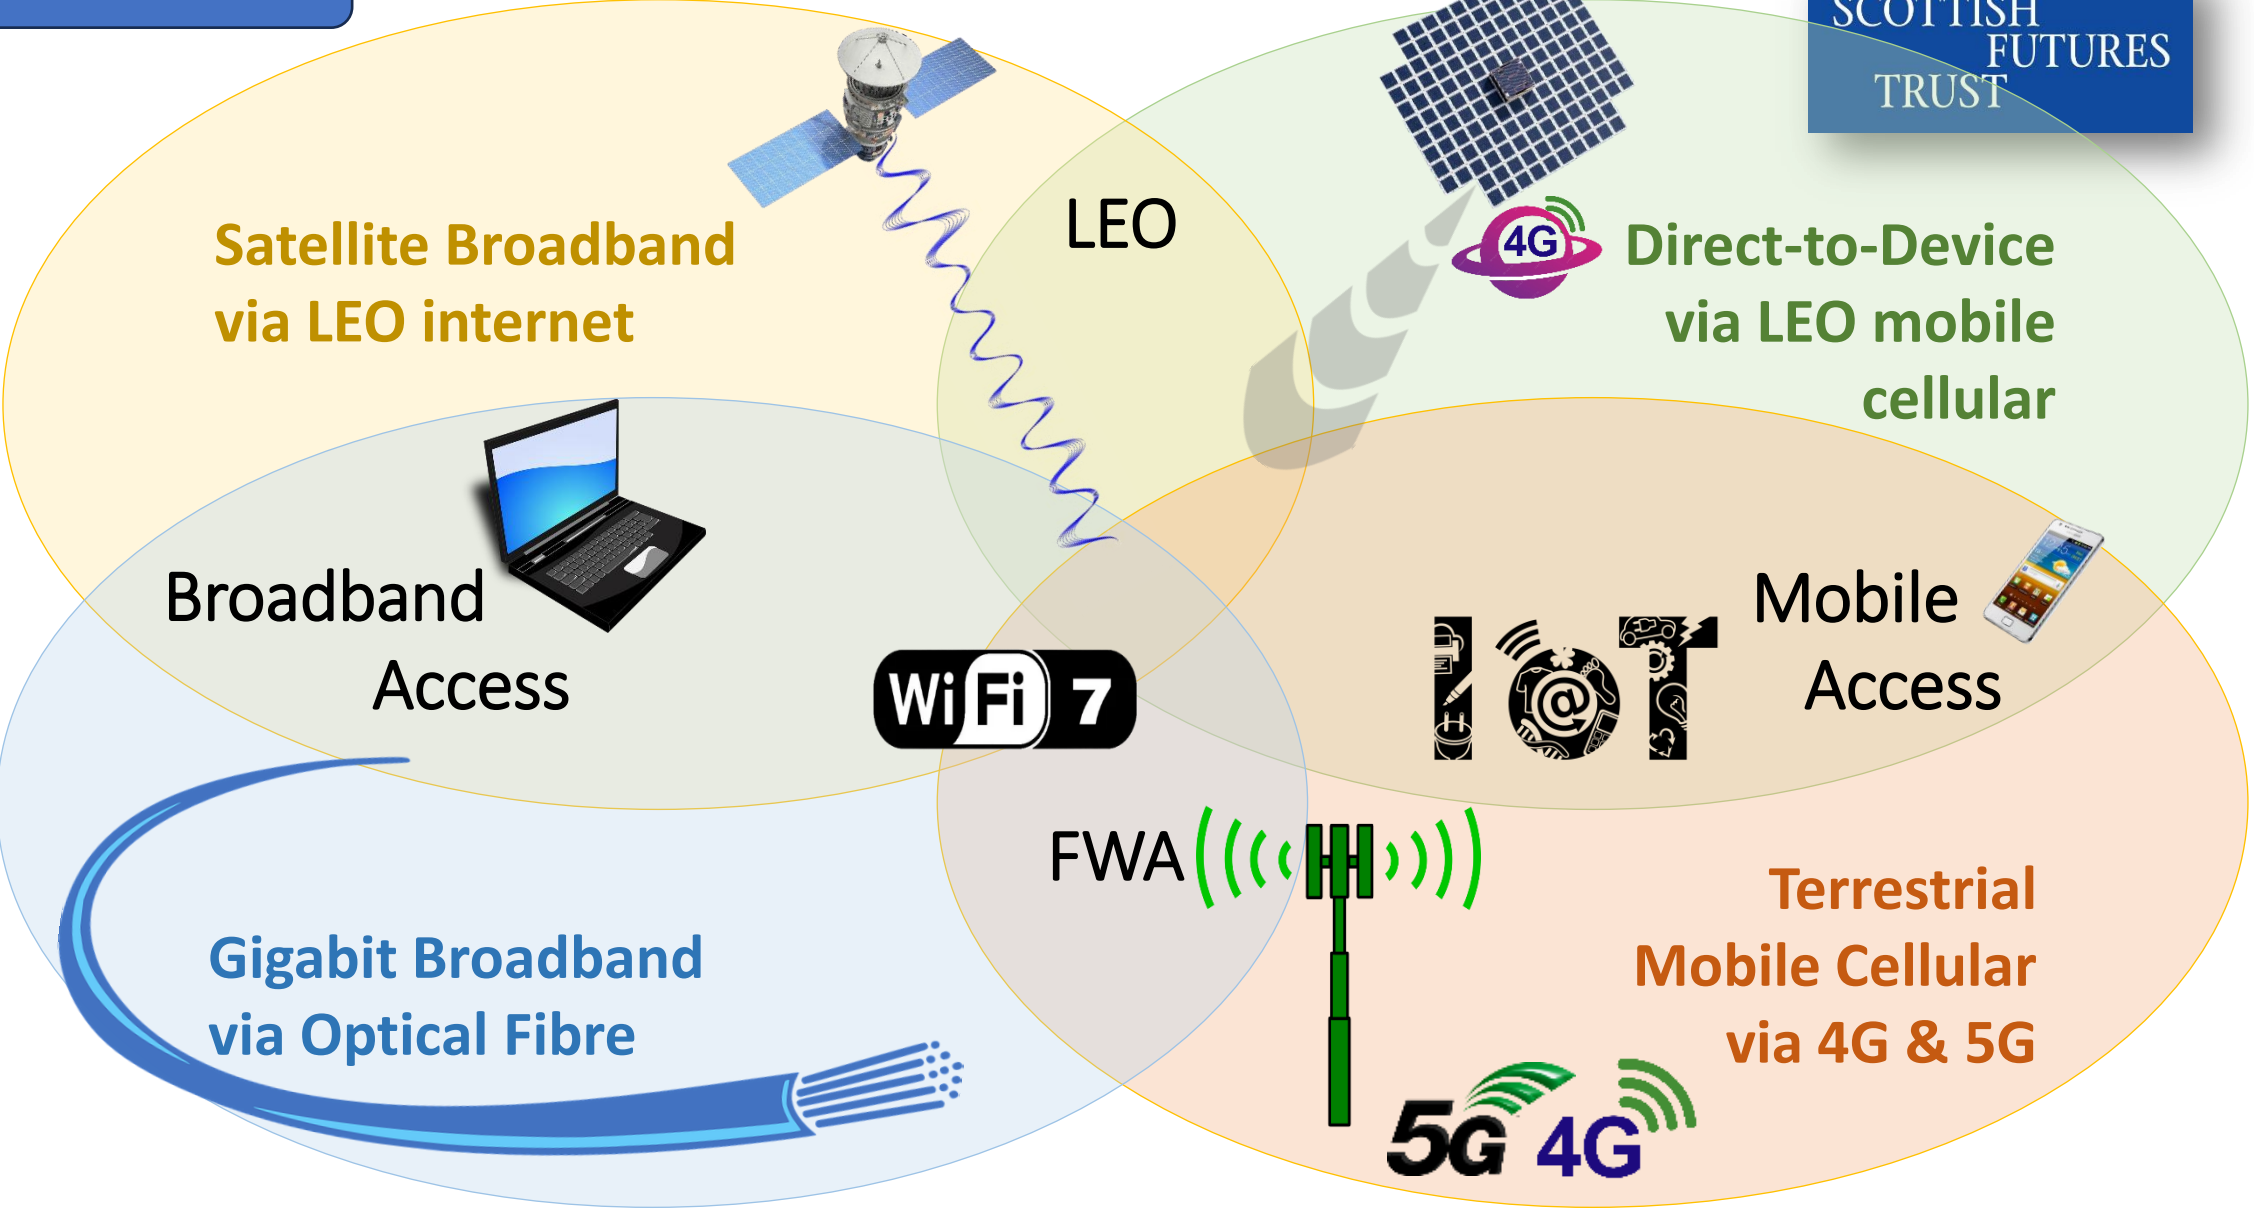 SCOTTISH
FUTURES
TRUST
LEO
Satellite Broadband
via LEO internet
4G
Direct-to-Device
via LEO mobile
cellular
Broadband
Access
Mobile
Access
WiFi 7
IoT
@
FWA
Gigabit Broadband
via Optical Fibre
Terrestrial
Mobile Cellular
via 4G & 5G
5G 4G